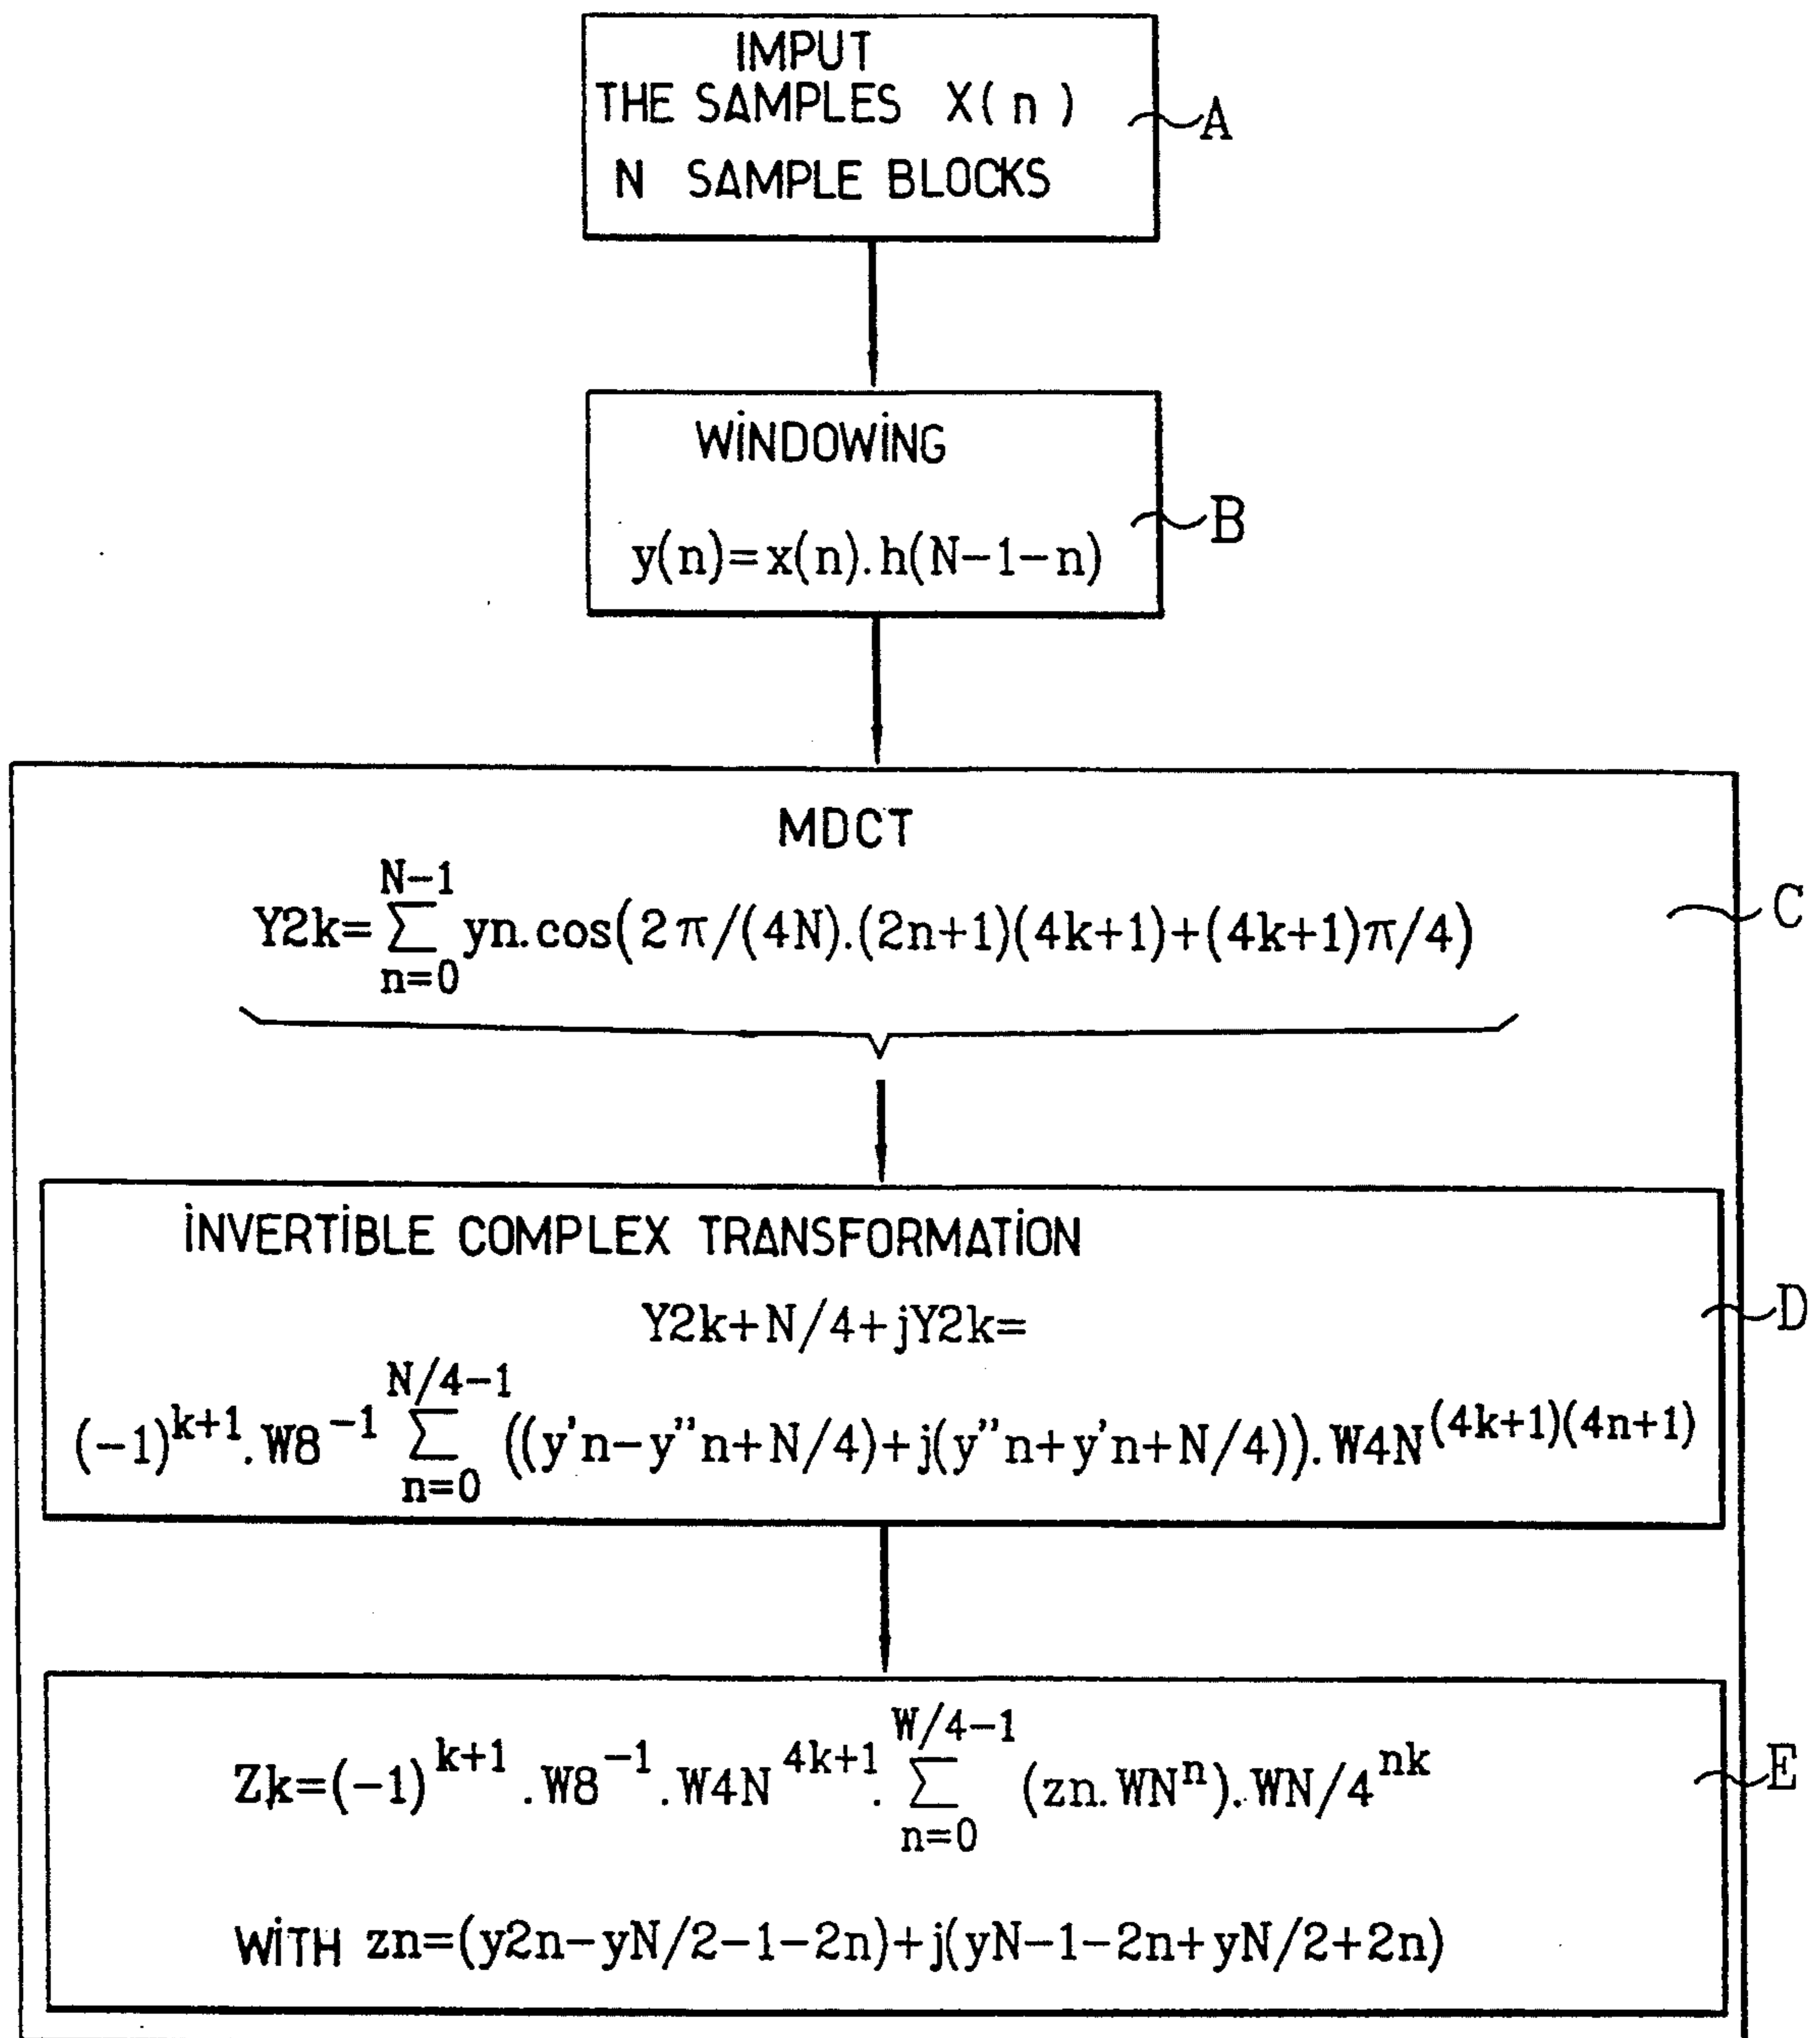 IMPUT
THE SAMPLES X(n)
N SAMPLE BLOCKS
A
WINDOWING
y(n)=x(n).h(N-1-n)
B
MDCT
N-1
Y2k=∑yn.cos(2π/(4N).(2n+1)(4k+1)+(4k+1)π/4)
n=0
C
INVERTIBLE COMPLEX TRANSFORMATION
Y2k+N/4+jY2k=
D
N/4-1
(-1)^k+1.W8^-1 ∑ ((y'n-y''n+N/4)+j(y''n+y'n+N/4)).W4N^(4k+1)(4n+1)
n=0
W/4-1
Zk=(-1)^k+1.W8^-1.W4N^4k+1.∑ (zn.WN^n).WN/4^nk
n=0
E
WITH zn=(y2n-yN/2-1-2n)+j(yN-1-2n+yN/2+2n)